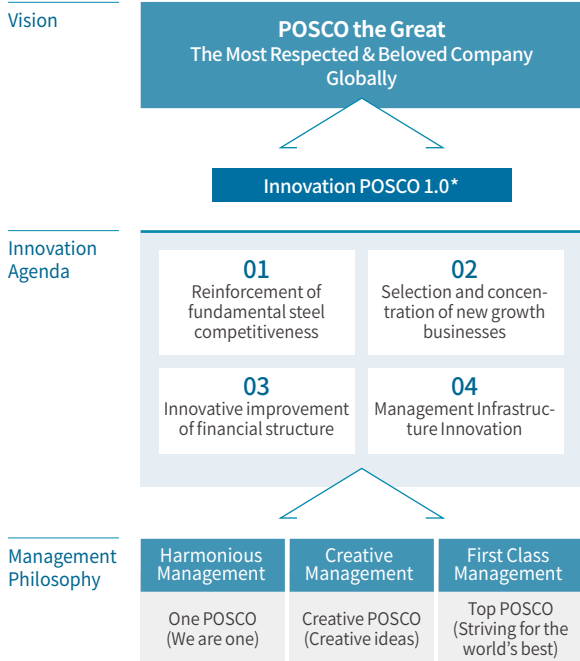 Vision
POSCO the Great
The Most Respected & Beloved Company
Globally
Innovation POSCO 1.0*
Innovation
Agenda
01
Reinforcement of
fundamental steel
competitiveness
02
Selection and concen-
tration of new growth
businesses
03
Innovative improvement
of financial structure
04
Management Infrastruc-
ture Innovation
Management
Philosophy
Harmonious
Management
One POSCO
(We are one)
Creative
Management
Creative POSCO
(Creative ideas)
First Class
Management
Top POSCO
(Striving for the
world’s best)